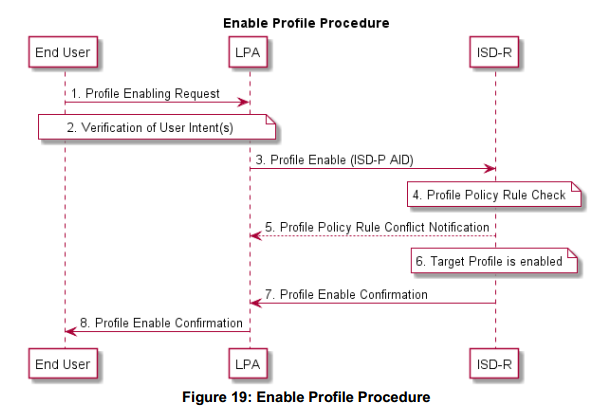 Enable Profile Procedure
End User LPA ISD-R
1. Profile Enabling Request
2. Verification of User Intent(s)
3. Profile Enable (ISD-P AID)
4. Profile Policy Rule Check
5. Profile Policy Rule Conflict Notification
6. Target Profile is enabled
7. Profile Enable Confirmation
8. Profile Enable Confirmation
End User LPA ISD-R
Figure 19: Enable Profile Procedure